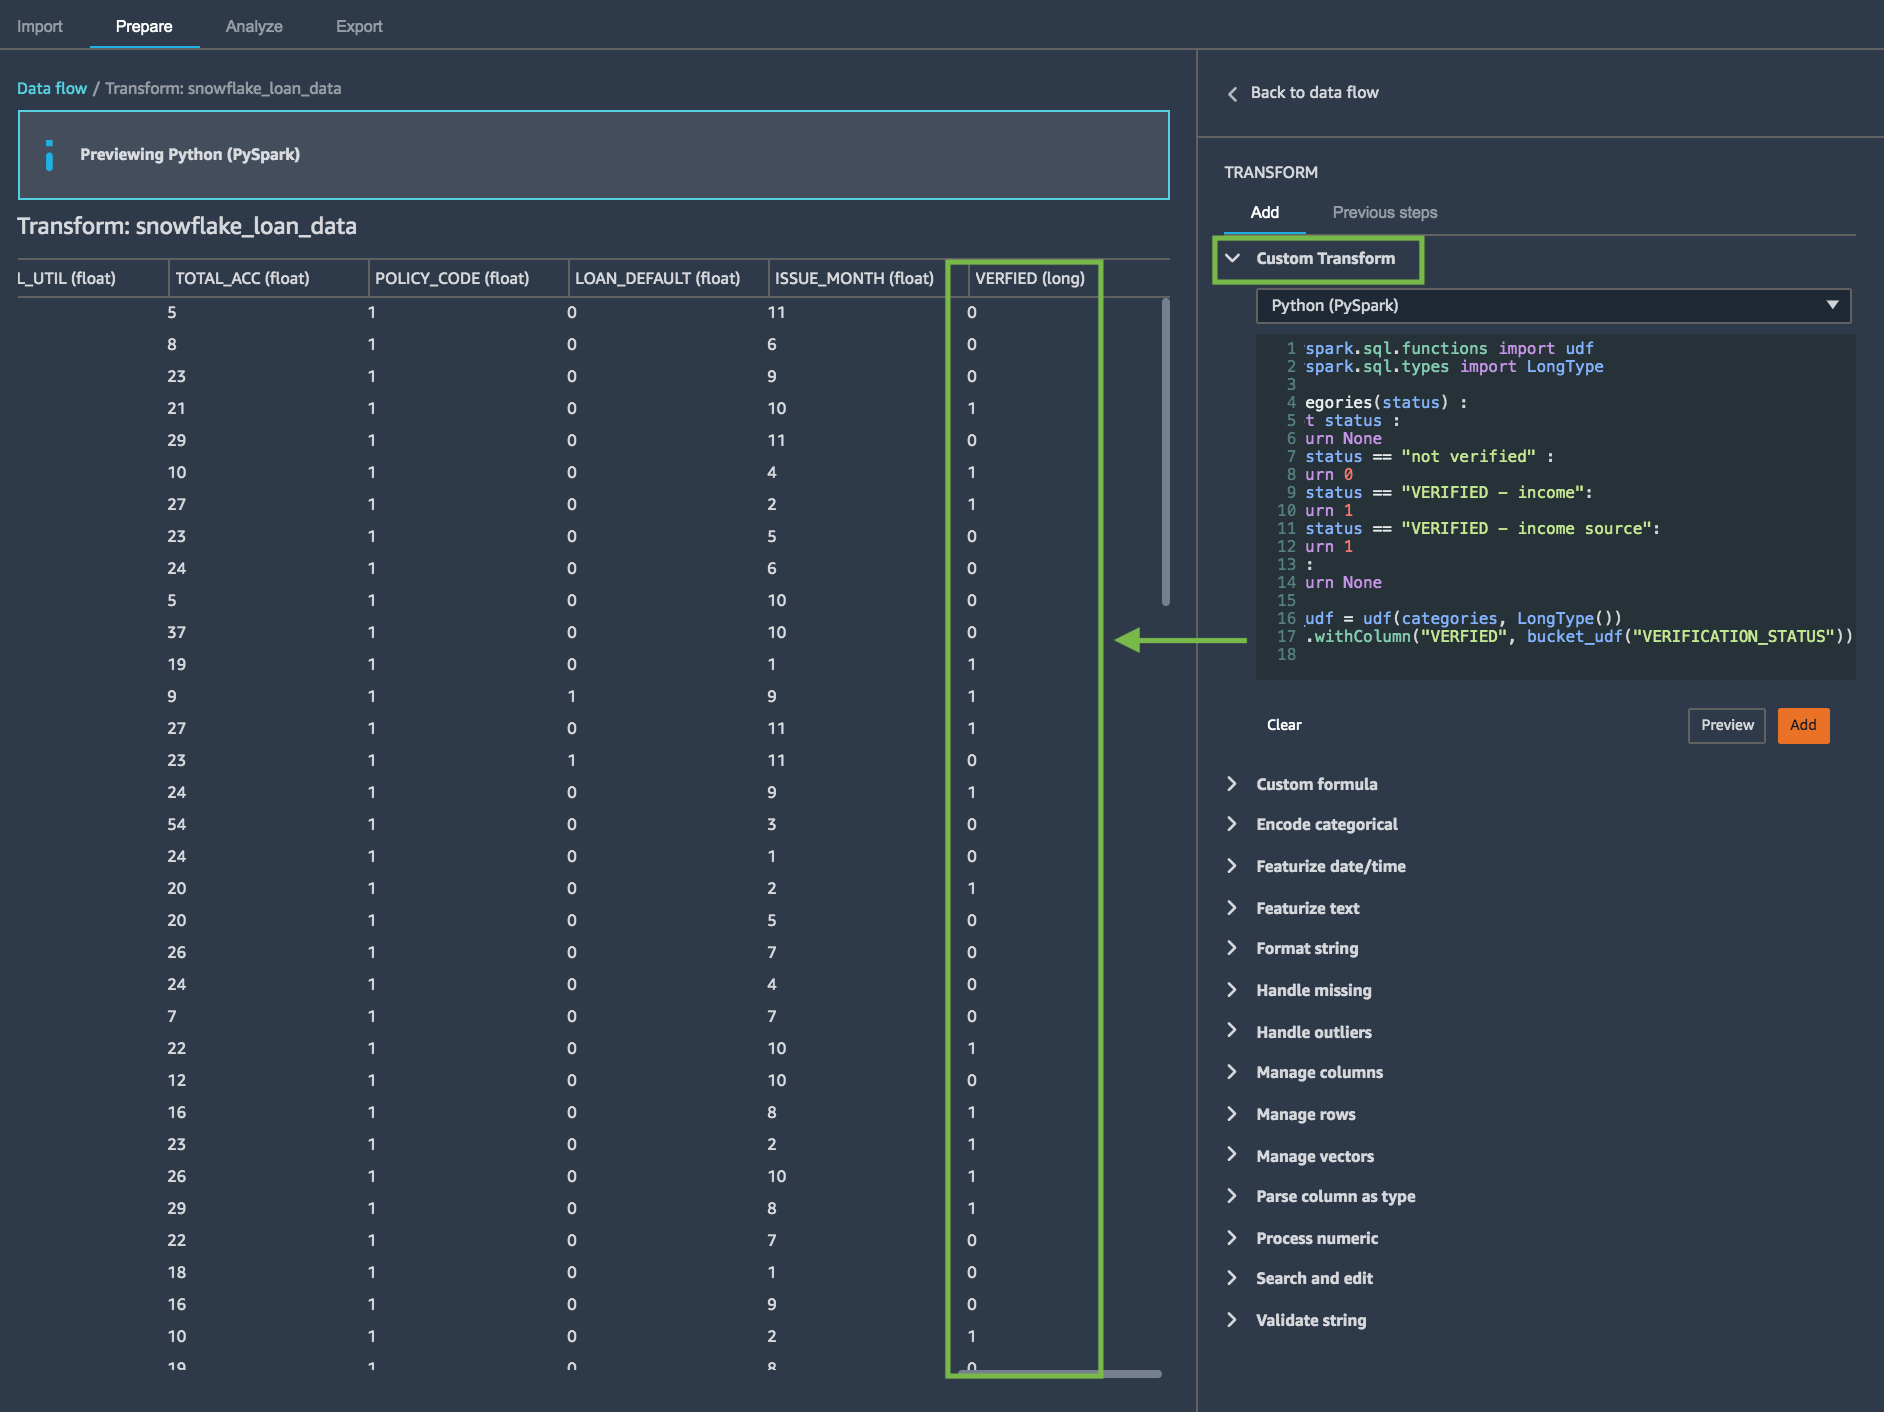 Import Prepare Analyze Export
Data flow / Transform: snowflake_loan_data
Previewing Python (PySpark)
Transform: snowflake_loan_data
L_UTIL (float) TOTAL_ACC (float) POLICY_CODE (float) LOAN_DEFAULT (float) ISSUE_MONTH (float) VERFIED (long)
5 1 0 11 0
8 1 0 6 0
23 1 0 9 0
21 1 0 10 1
29 1 0 11 0
10 1 0 4 1
27 1 0 2 1
23 1 0 5 0
24 1 0 6 0
5 1 0 10 0
37 1 0 10 0
19 1 0 1 1
9 1 1 9 1
27 1 0 11 1
23 1 1 11 0
24 1 0 9 1
54 1 0 3 0
24 1 0 1 0
20 1 0 2 1
20 1 0 5 0
26 1 0 7 0
24 1 0 4 0
7 1 0 7 0
22 1 0 10 1
12 1 0 10 0
16 1 0 8 1
23 1 0 2 1
26 1 0 10 1
29 1 0 8 1
22 1 0 7 0
18 1 0 1 0
16 1 0 9 0
10 1 0 2 1
19 1 0 8 0
Back to data flow
TRANSFORM
Add Previous steps
Custom Transform
Python (PySpark)
1 spark.sql.functions import udf
2 spark.sql.types import LongType
3
4 egories(status) :
5 t status :
6 urn None
7 status == "not verified" :
8 urn 0
9 status == "VERIFIED - income":
10 urn 1
11 status == "VERIFIED - income source":
12 urn 1
13 :
14 urn None
15
16 _udf = udf(categories, LongType())
17 .withColumn("VERFIED", bucket_udf("VERIFICATION_STATUS"))
18
Clear Preview Add
Custom formula
Encode categorical
Featurize date/time
Featurize text
Format string
Handle missing
Handle outliers
Manage columns
Manage rows
Manage vectors
Parse column as type
Process numeric
Search and edit
Validate string